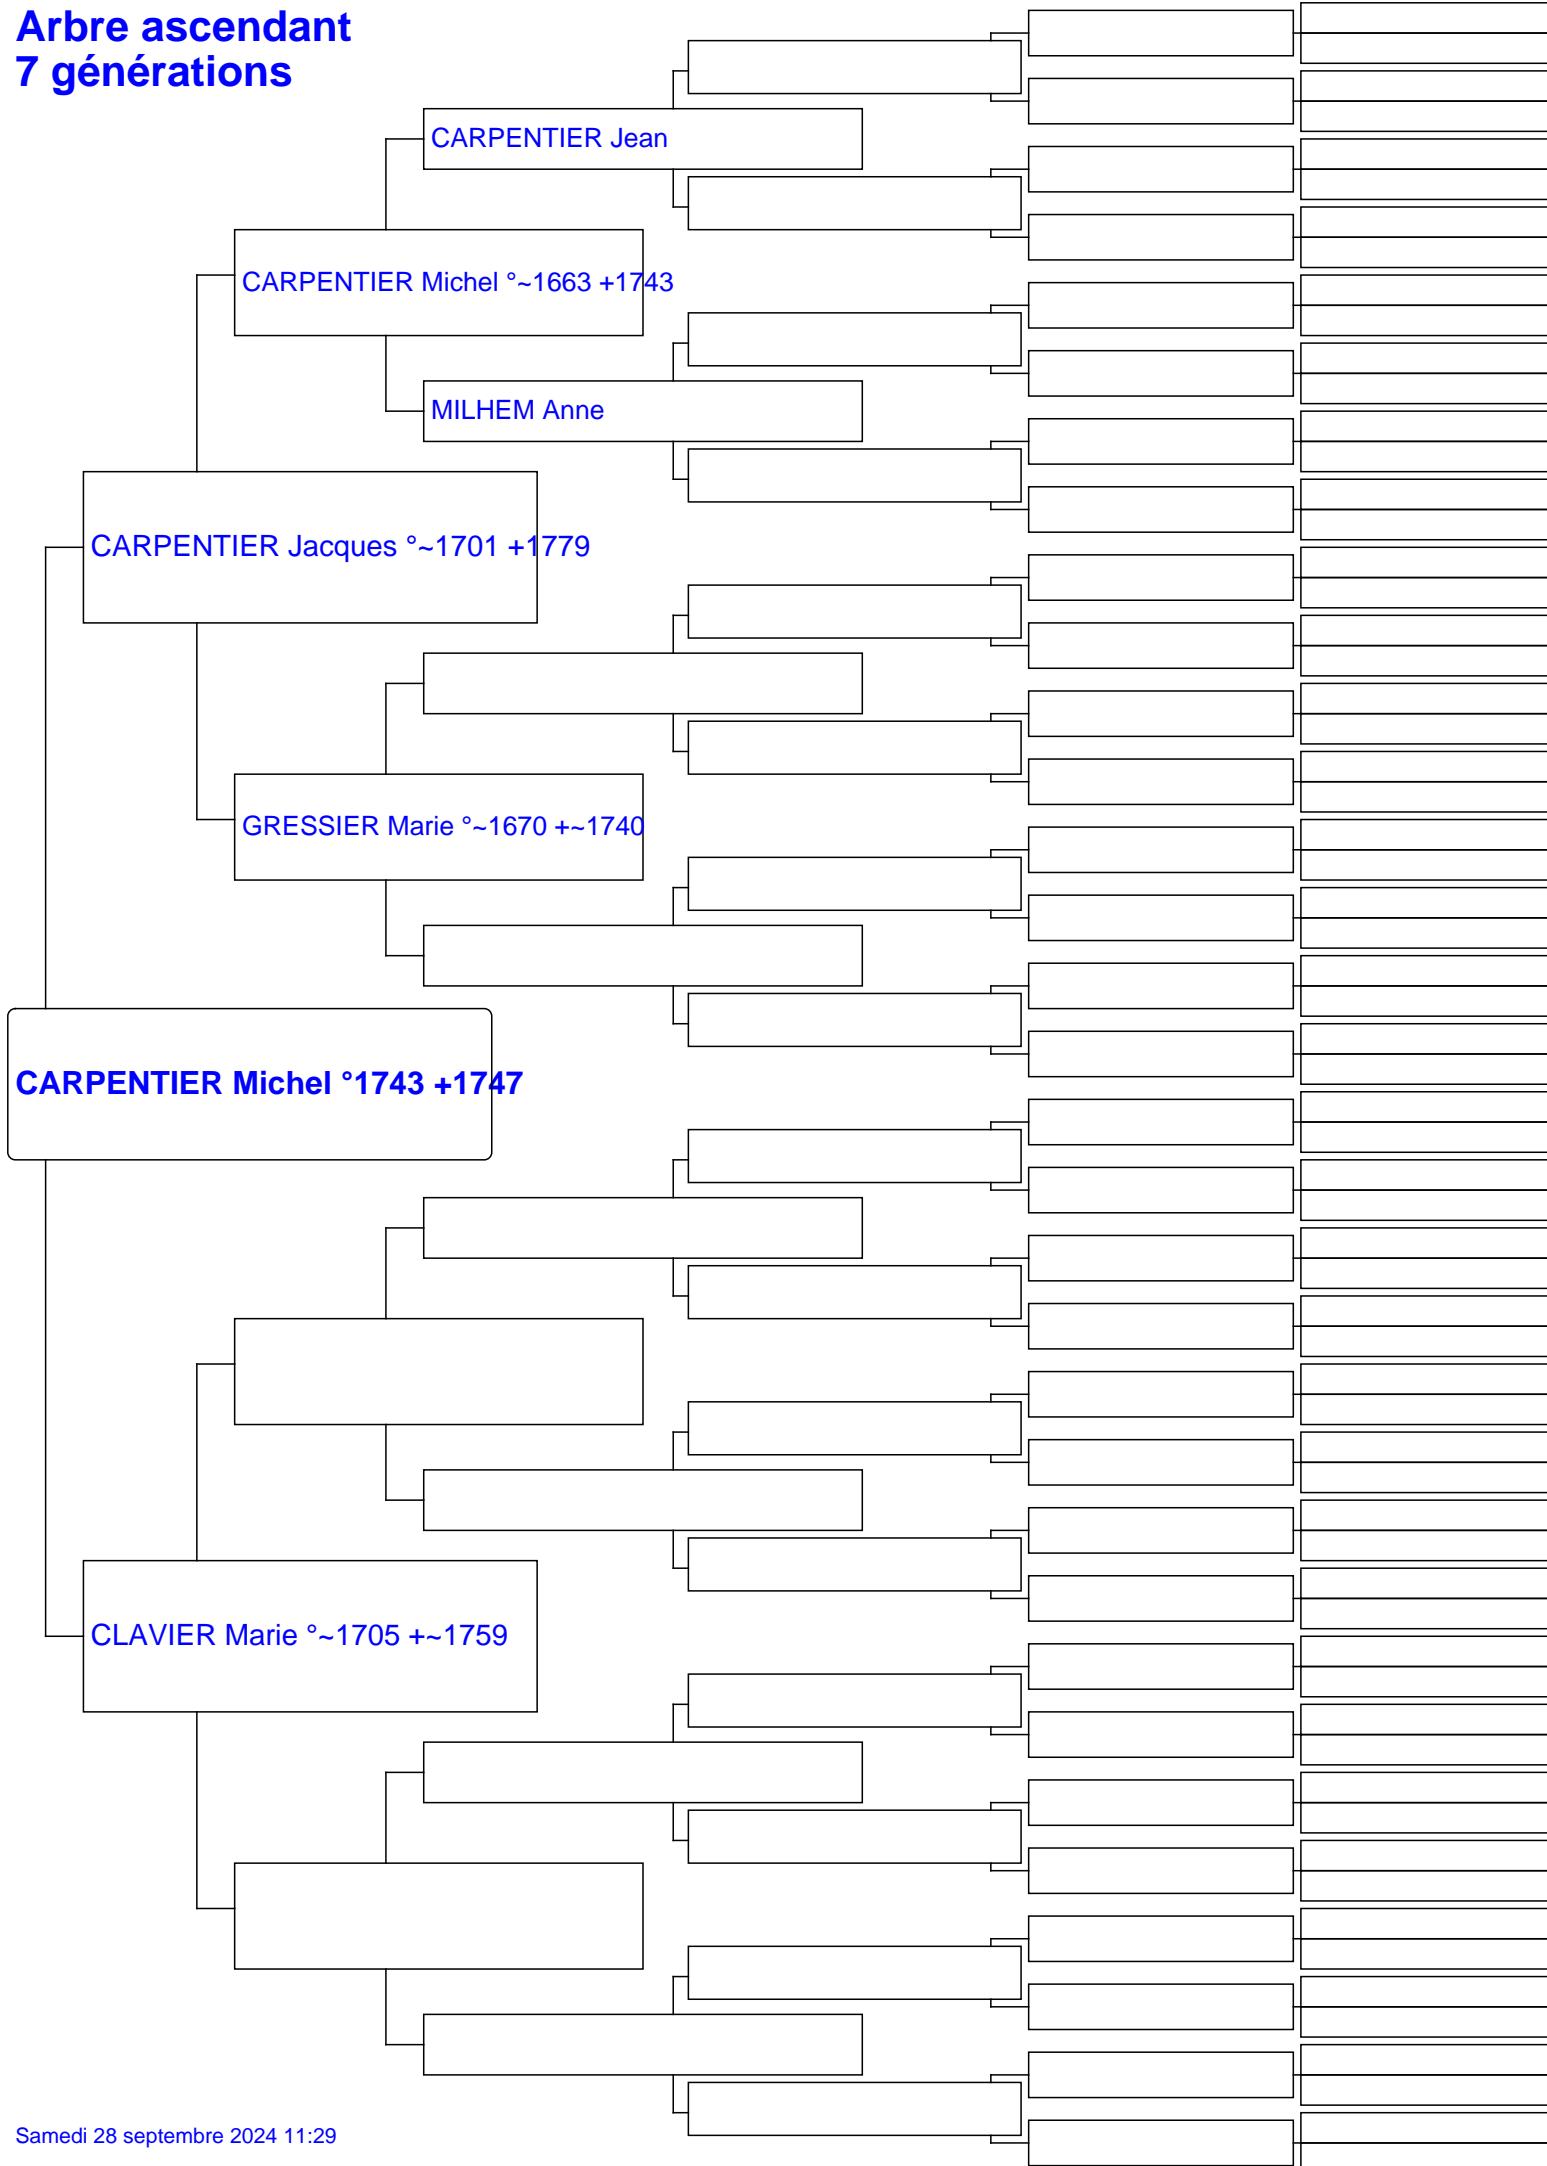 Arbre ascendant
7 générations
CARPENTIER Jean
CARPENTIER Michel °~1663 +1743
MILHEM Anne
CARPENTIER Jacques °~1701 +1779
GRESSIER Marie °~1670 +~1740
CARPENTIER Michel °1743 +1747
CLAVIER Marie °~1705 +~1759
Samedi 28 septembre 2024 11:29